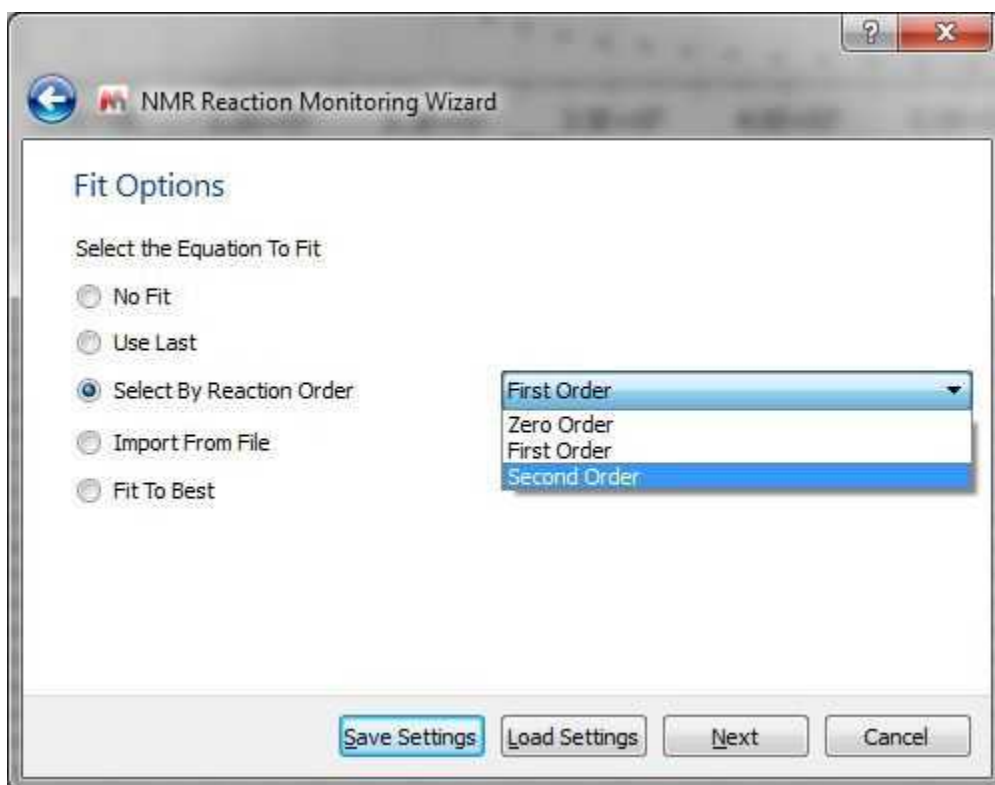 NMR Reaction Monitoring Wizard
Fit Options
Select the Equation To Fit
No Fit
Use Last
Select By Reaction Order
First Order
Zero Order
First Order
Second Order
Import From File
Fit To Best
Save Settings
Load Settings
Next
Cancel